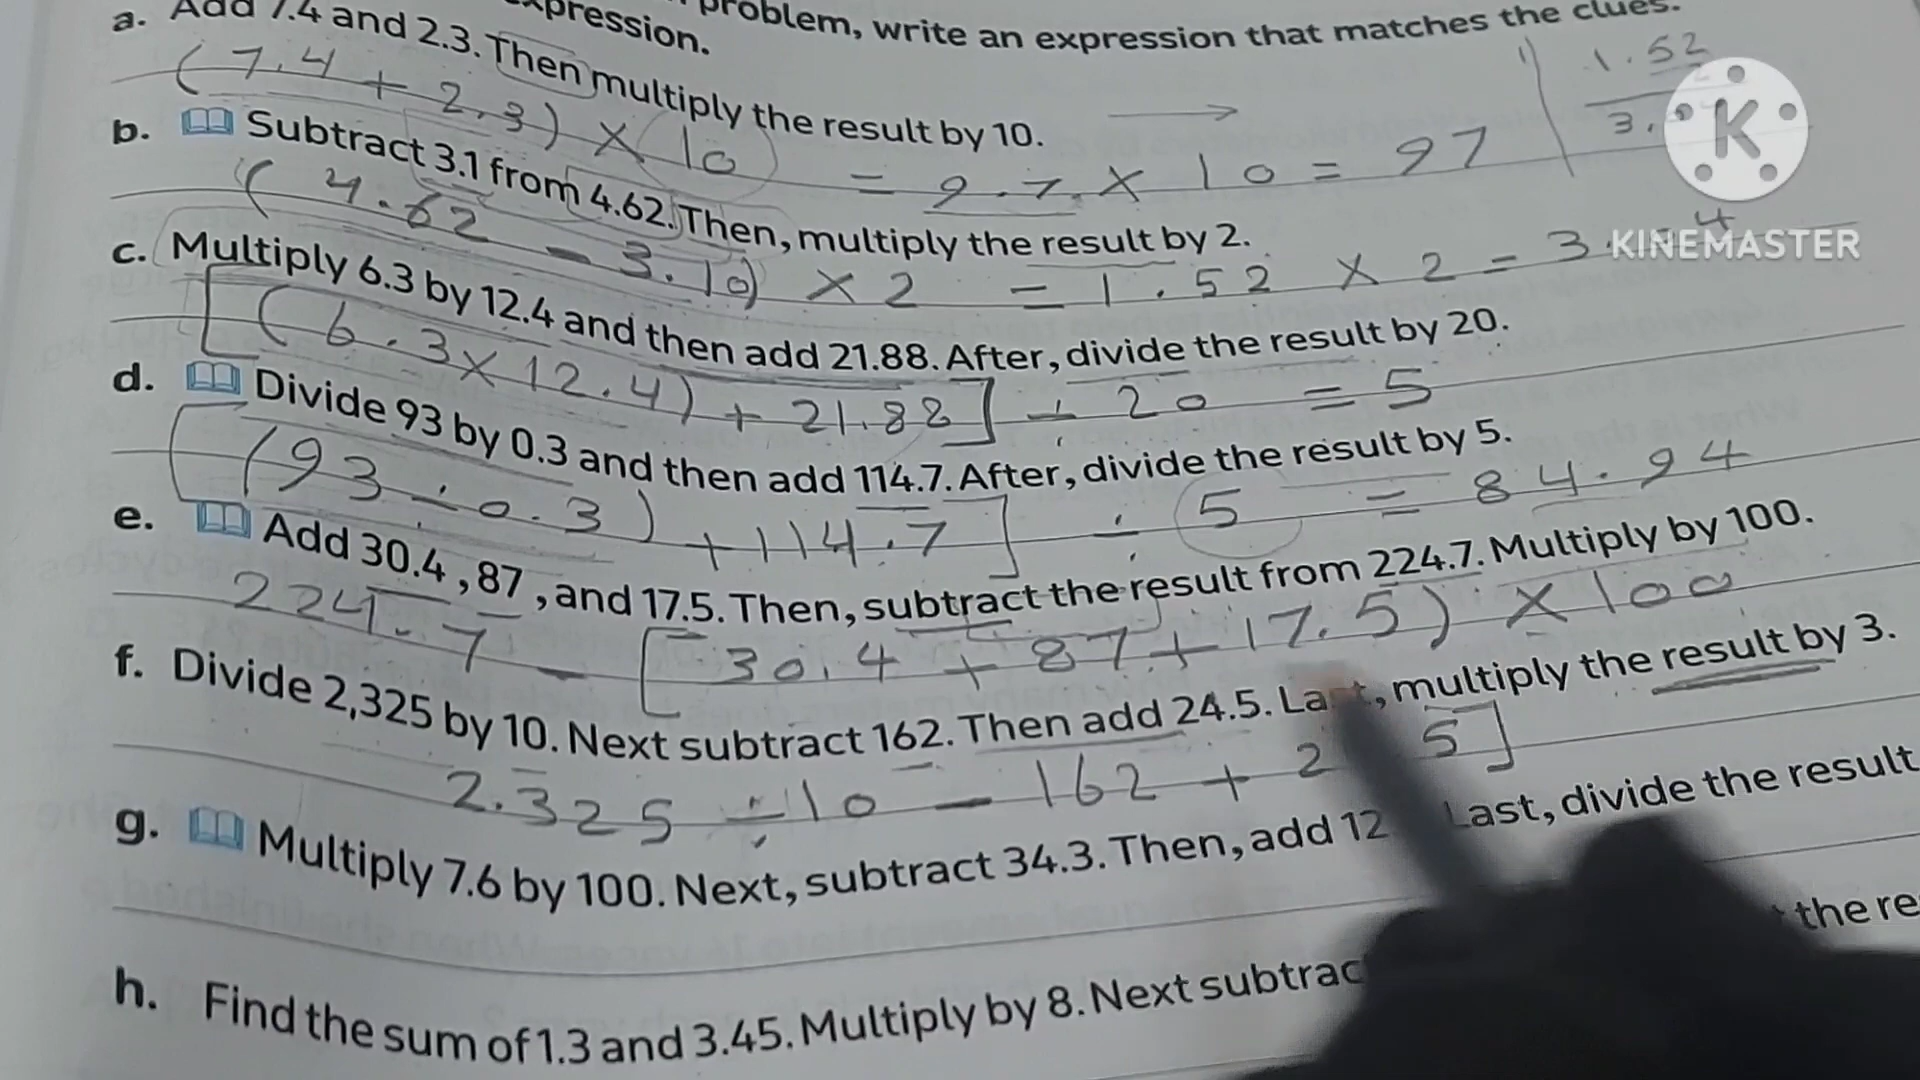 problem, write an expression that matches the clues.
expression.
a. Add 7.4 and 2.3. Then multiply the result by 10.
(7.4 + 2.3) × 10 = 9.7 × 10 = 97
1.52
3.
b. Subtract 3.1 from 4.62. Then, multiply the result by 2.
(4.62 - 3.10) × 2 = 1.52 × 2 = 3.04
KINEMASTER
c. Multiply 6.3 by 12.4 and then add 21.88. After, divide the result by 20.
[(6.3 × 12.4) + 21.88] ÷ 20 = 5
d. Divide 93 by 0.3 and then add 114.7. After, divide the result by 5.
[(93 ÷ 0.3) + 114.7] ÷ 5 = 84.94
e. Add 30.4, 87, and 17.5. Then, subtract the result from 224.7. Multiply by 100.
224.7 - [30.4 + 87 + 17.5) × 100
f. Divide 2,325 by 10. Next subtract 162. Then add 24.5. Last, multiply the result by 3.
2.325 ÷ 10 - 162 + 2 5]
g. Multiply 7.6 by 100. Next, subtract 34.3. Then, add 12 Last, divide the result
the re
h. Find the sum of 1.3 and 3.45. Multiply by 8. Next subtrac